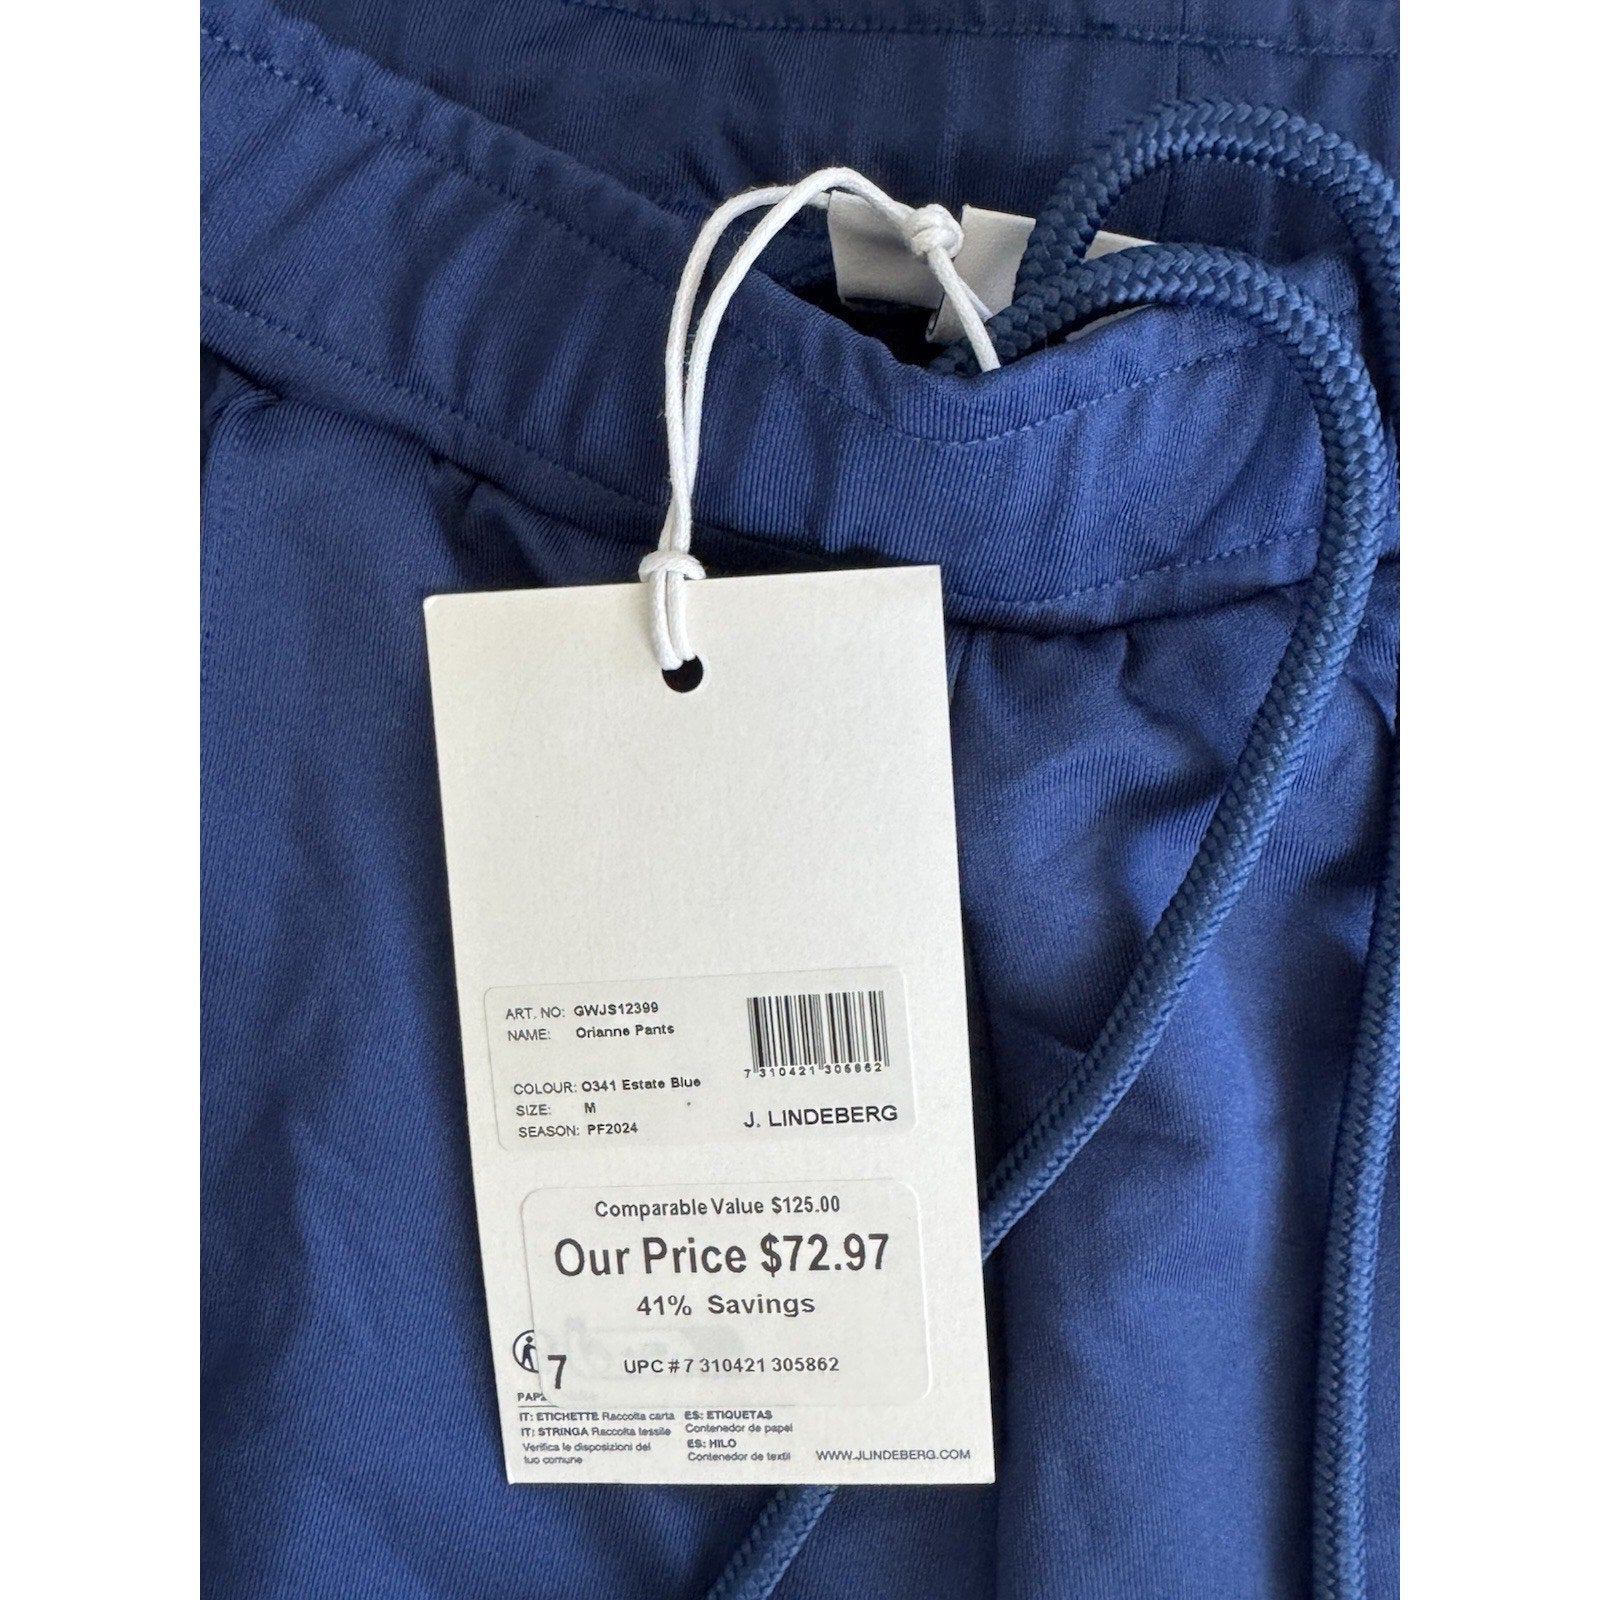 ART. NO: GWJS12399
NAME: Orianne Pants
COLOUR: O341 Estate Blue
SIZE: M
SEASON: PF2024
7 310421 305862
J. LINDEBERG
Comparable Value $125.00
Our Price $72.97
41% Savings
7 UPC # 7 310421 305862
PAP
IT: ETICHETTE Raccolta carta
IT: STRINGA Raccolta tessile
Verifica le disposizioni del
tuo comune
ES: ETIQUETAS
Contenedor de papel
ES: HILO
Contenedor de textil
WWW.JLINDEBERG.COM